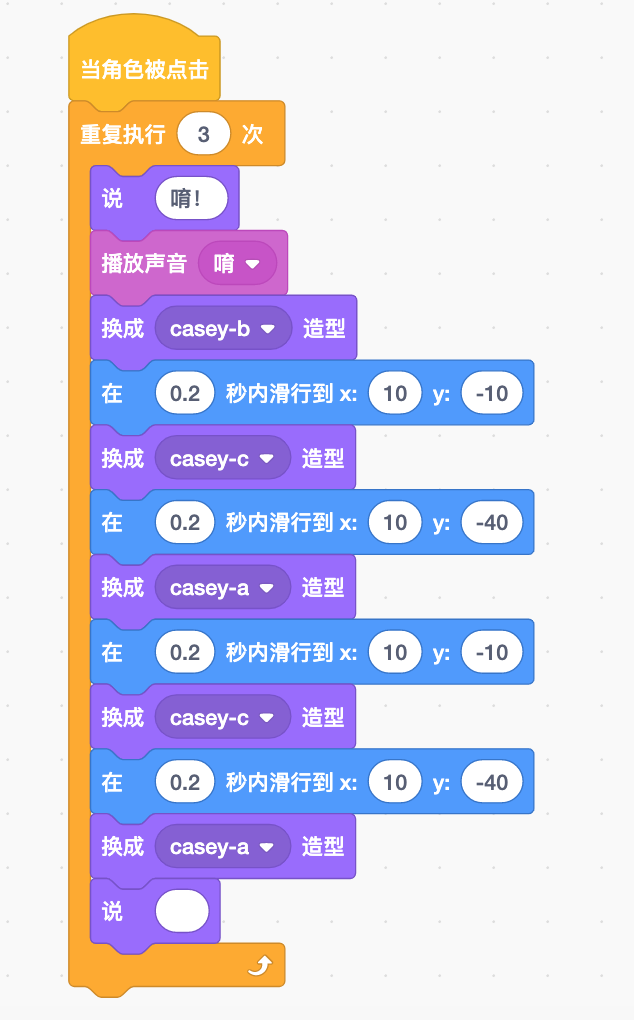 当角色被点击
重复执行 3 次
说 唷!
播放声音 唷
换成 casey-b 造型
在 0.2 秒内滑行到 x: 10 y: -10
换成 casey-c 造型
在 0.2 秒内滑行到 x: 10 y: -40
换成 casey-a 造型
在 0.2 秒内滑行到 x: 10 y: -10
换成 casey-c 造型
在 0.2 秒内滑行到 x: 10 y: -40
换成 casey-a 造型
说